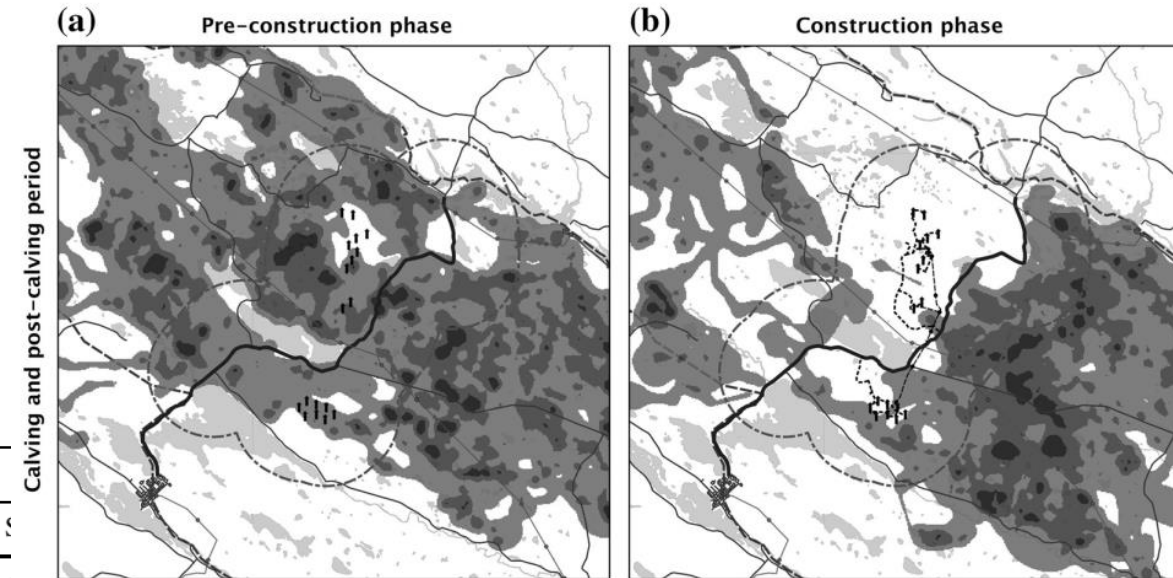 (a) Pre-construction phase
(b) Construction phase
Calving and post-calving period